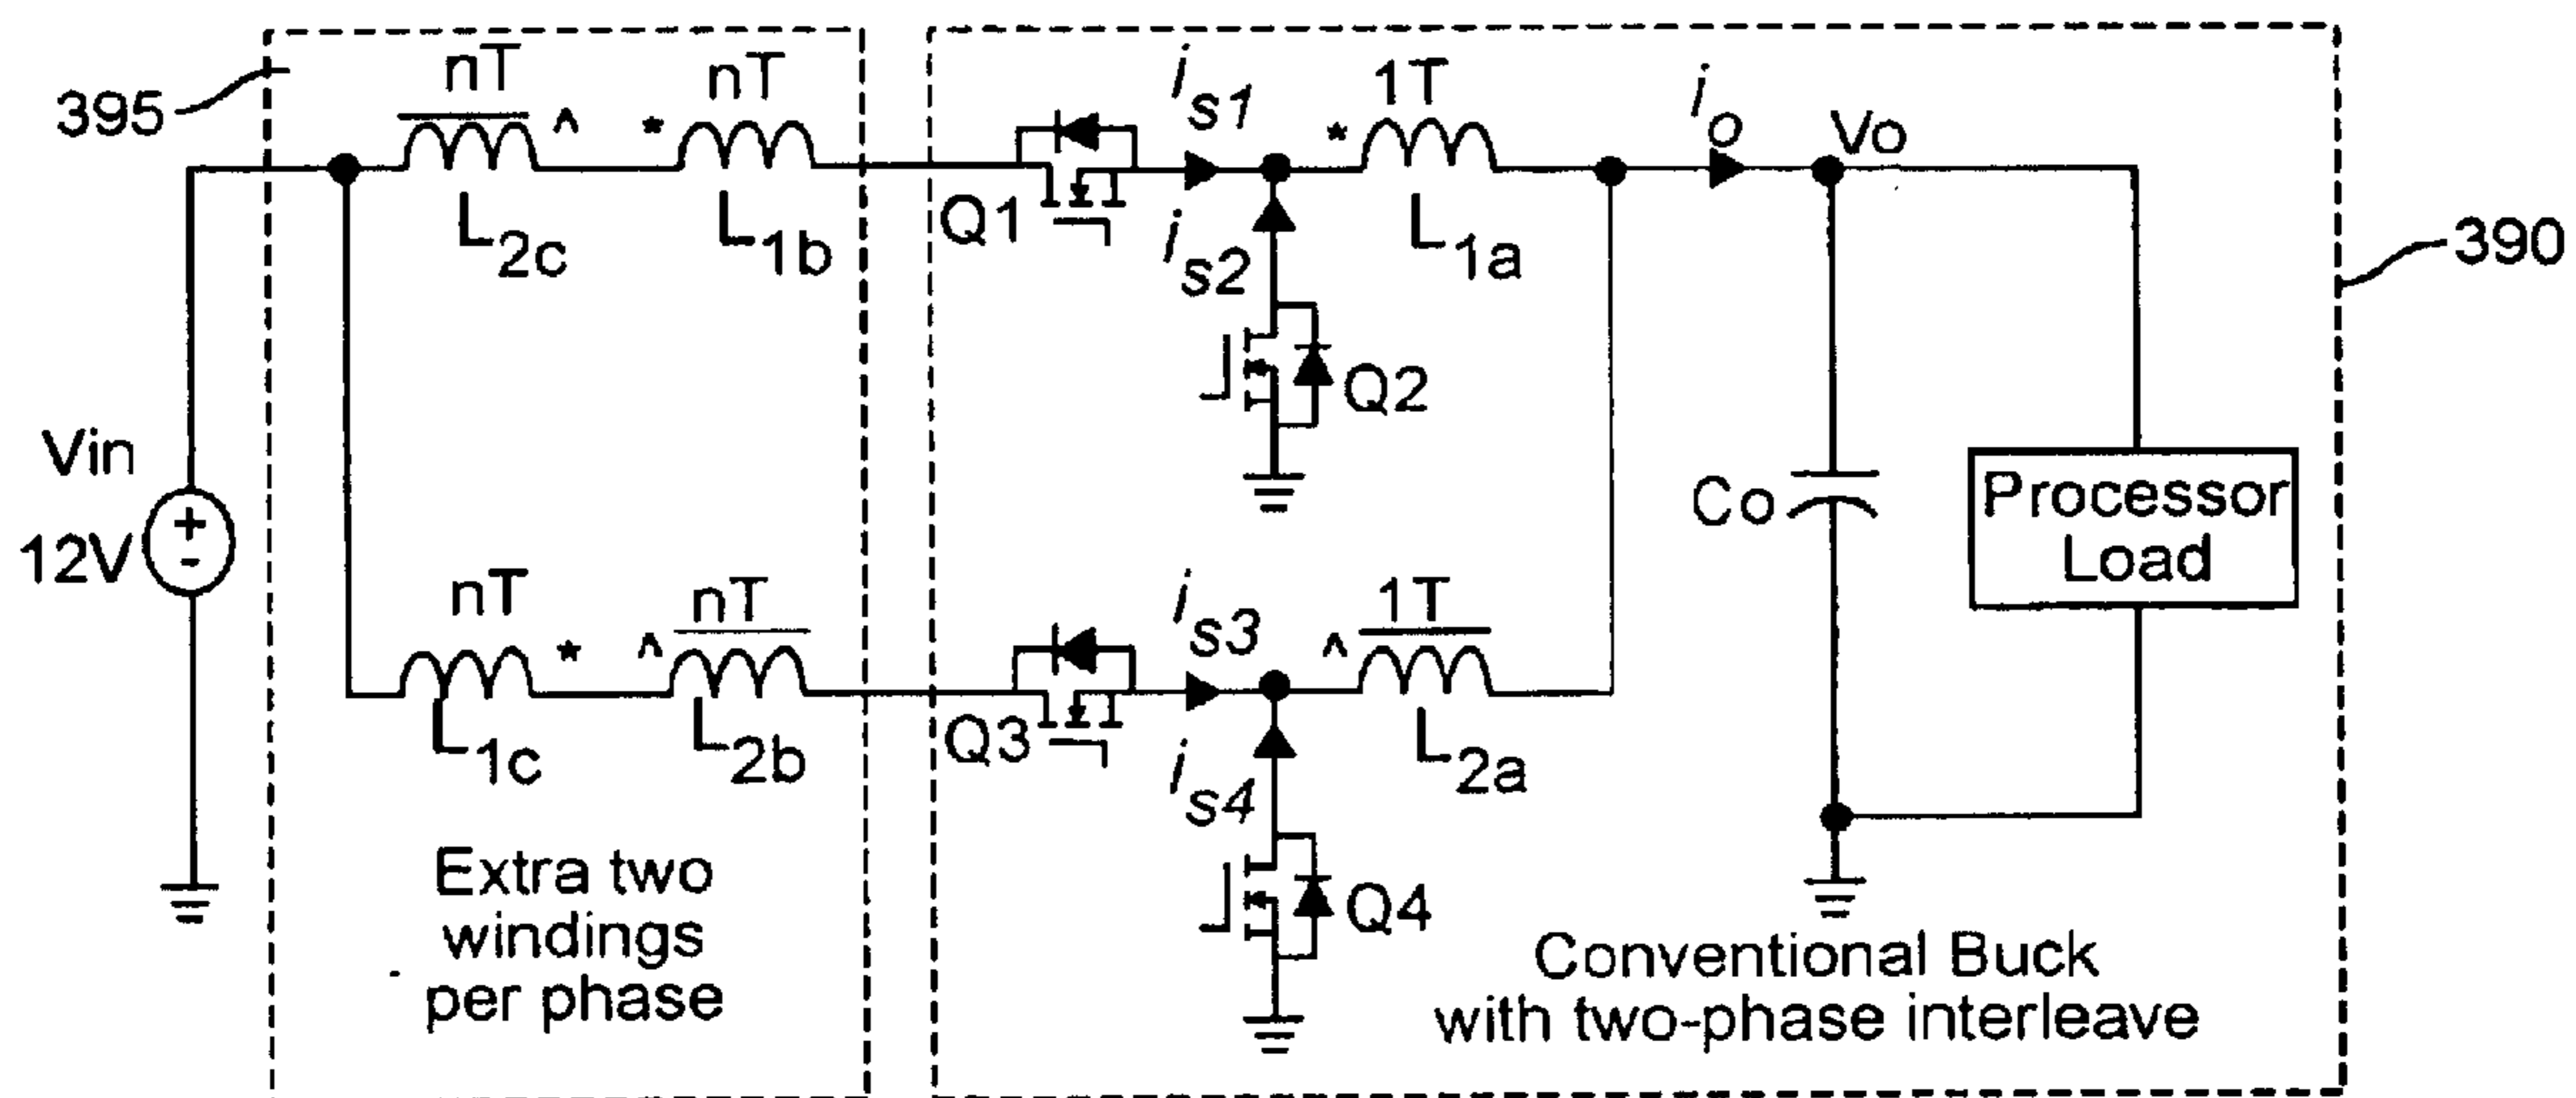 395
nT
^
*
nT
L2c
L1b
Q1
is1
is2
*
1T
L1a
io
Vo
390
Q2
Vin
12V
+
-
Co
Processor
Load
nT
*
^
nT
L1c
L2b
Q3
is3
is4
^
1T
L2a
Q4
Extra two
windings
per phase
Conventional Buck
with two-phase interleave